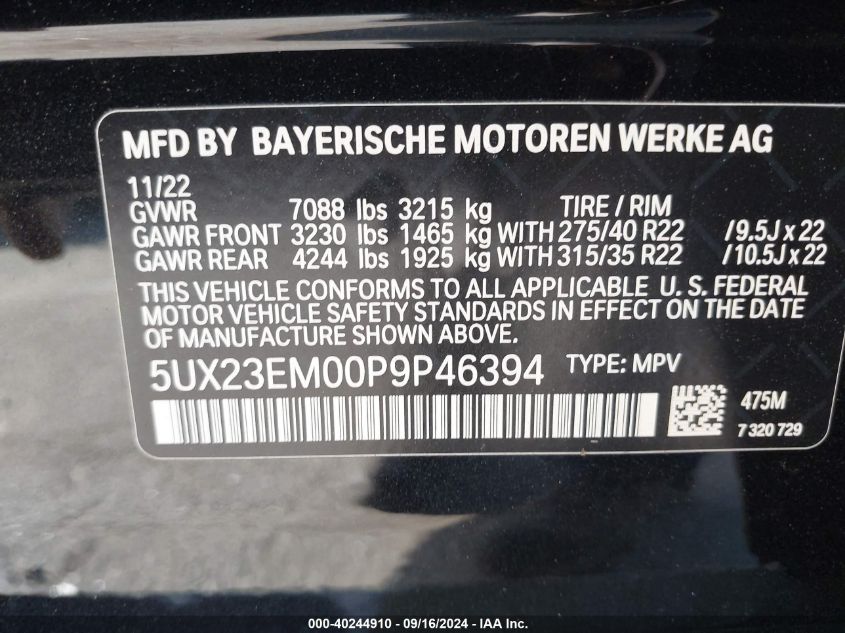 MFD BY BAYERISCHE MOTOREN WERKE AG
11/22
GVWR 7088 lbs 3215 kg TIRE / RIM
GAWR FRONT 3230 lbs 1465 kg WITH 275/40 R22 /9.5J x 22
GAWR REAR 4244 lbs 1925 kg WITH 315/35 R22 /10.5J x 22
THIS VEHICLE CONFORMS TO ALL APPLICABLE U. S. FEDERAL
MOTOR VEHICLE SAFETY STANDARDS IN EFFECT ON THE DATE
OF MANUFACTURE SHOWN ABOVE.
5UX23EM00P9P46394 TYPE: MPV
475M
7 320 729
000-40244910 - 09/16/2024 - IAA Inc.